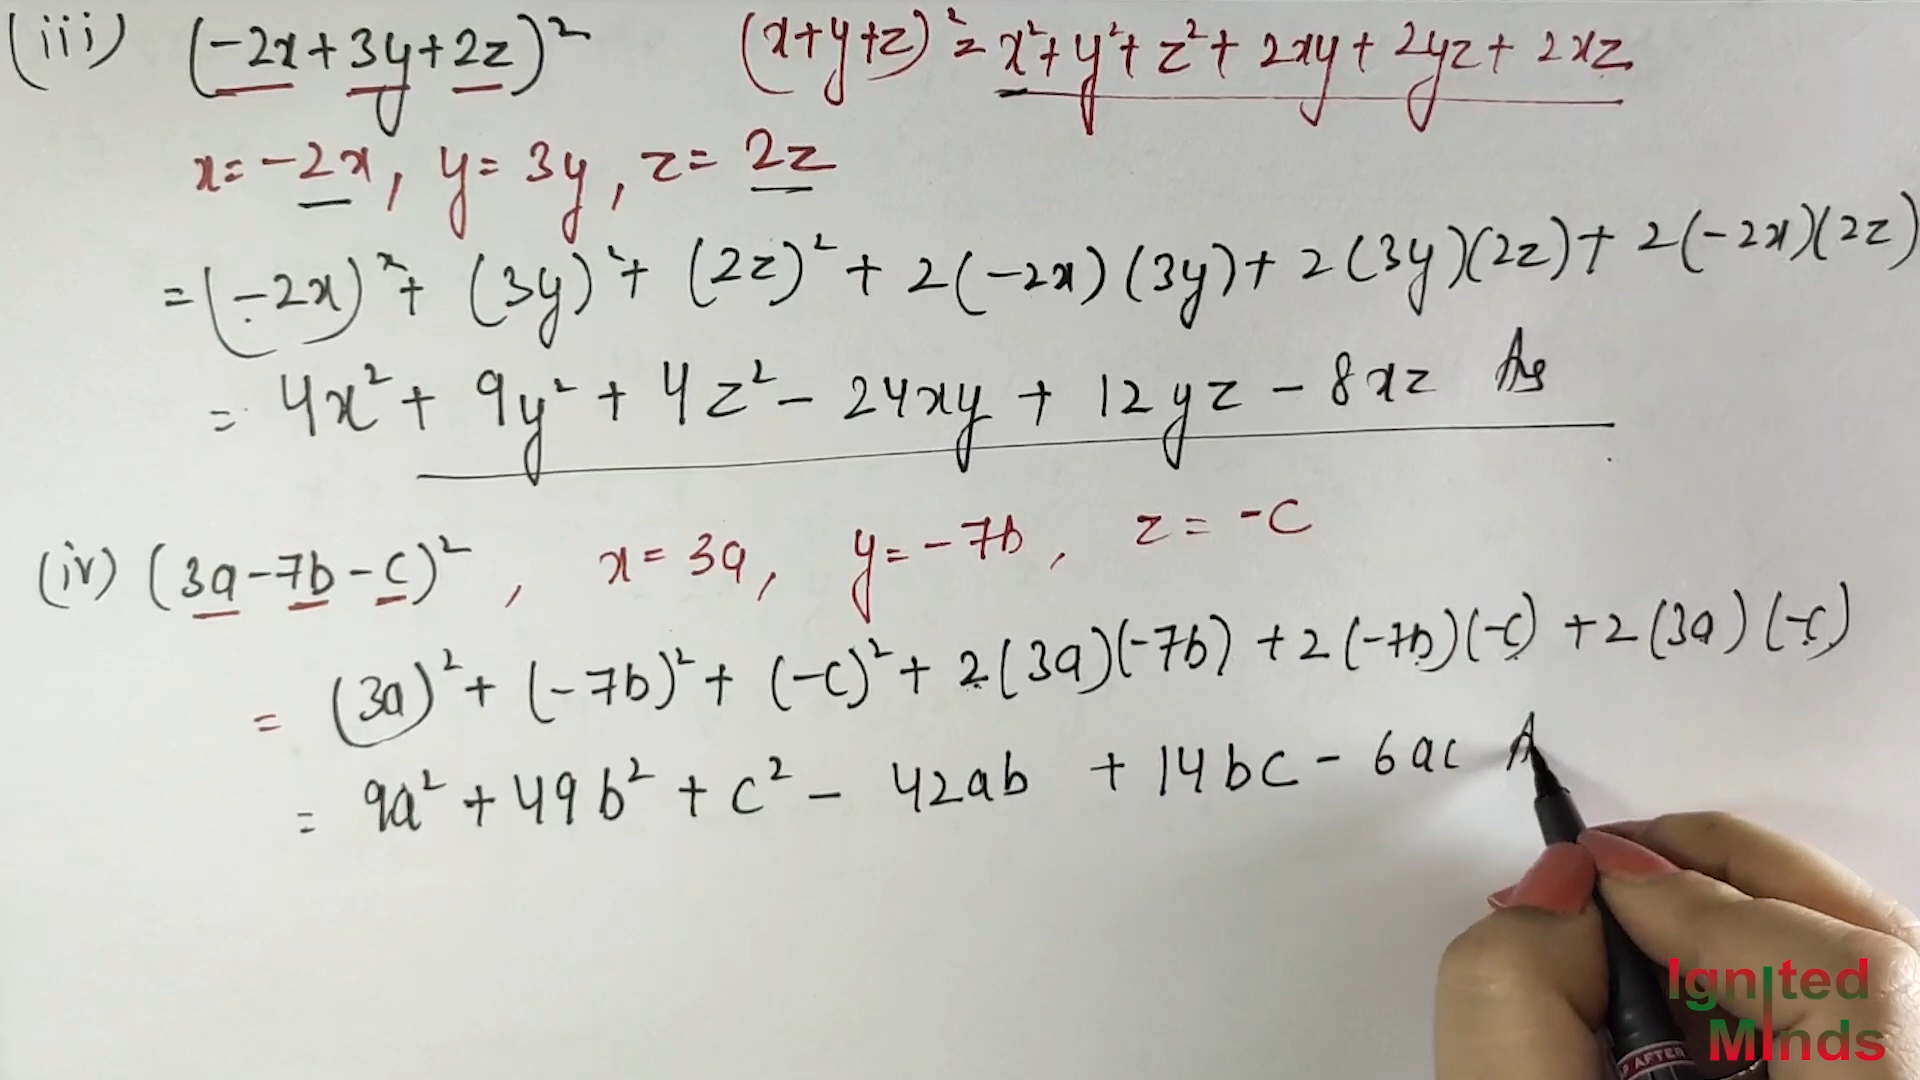 (iii) (-2x+3y+2z)² (x+y+z)² = x²+y²+z²+2xy+2yz+2xz
x=-2x, y=3y, z=2z
=(-2x)²+(3y)²+(2z)²+2(-2x)(3y)+2(3y)(2z)+2(-2x)(2z)
= 4x²+9y²+4z²-24xy+12yz-8xz As
(iv) (3a-7b-c)², x=3a, y=-7b, z=-c
= (3a)²+(-7b)²+(-c)²+2(3a)(-7b)+2(-7b)(-c)+2(3a)(-c)
= 9a²+49b²+c²-42ab+14bc-6ac A
Ignited
Minds
AFTER